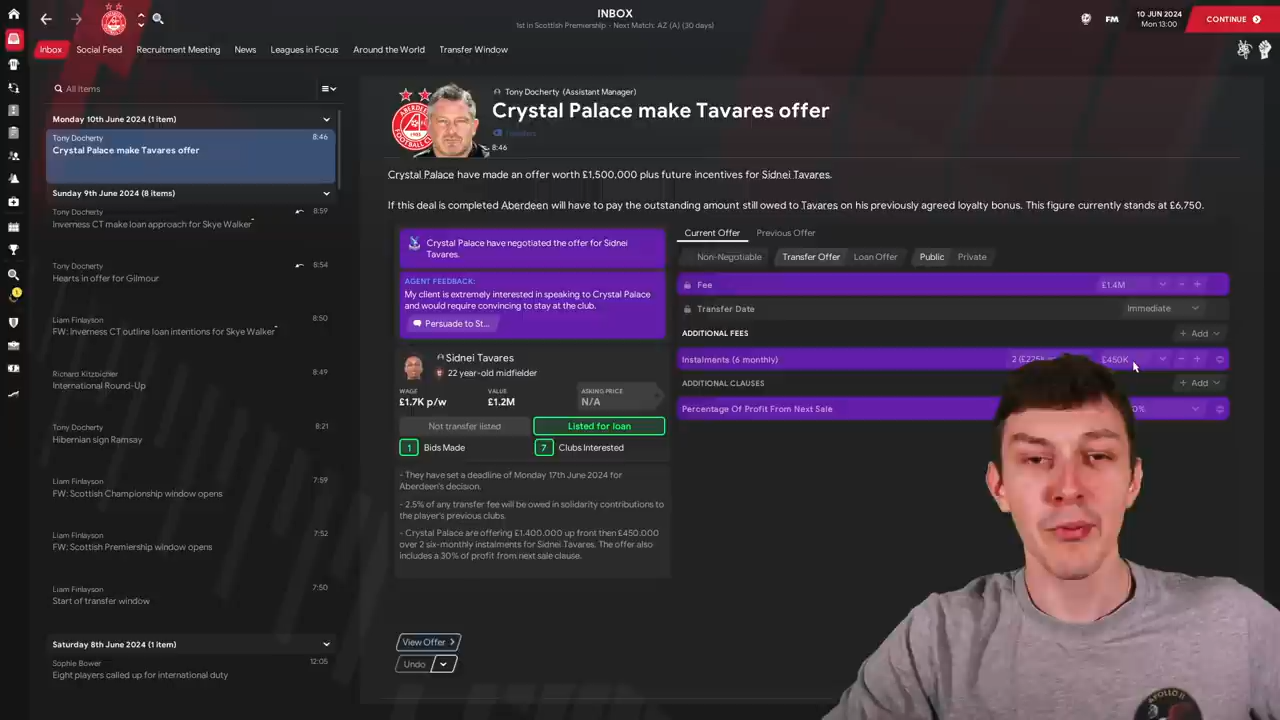 INBOX
1st in Scottish Premiership - Next Match: AZ (A) (30 days)
FM
10 JUN 2024
Mon 13:00
CONTINUE
Inbox
Social Feed
Recruitment Meeting
News
Leagues in Focus
Around the World
Transfer Window
All Items
Monday 10th June 2024 (1 item)
Tony Docherty
8:46
Crystal Palace make Tavares offer
Sunday 9th June 2024 (8 items)
Tony Docherty
8:59
Inverness CT make loan approach for Skye Walker
Tony Docherty
8:54
Hearts in offer for Gilmour
Liam Finlayson
8:50
FW: Inverness CT outline loan intentions for Skye Walker
Richard Kitzbichler
8:49
International Round-Up
Tony Docherty
8:21
Hibernian sign Ramsay
Liam Finlayson
7:59
FW: Scottish Championship window opens
Liam Finlayson
7:52
FW: Scottish Premiership window opens
Liam Finlayson
7:50
Start of transfer window
Saturday 8th June 2024 (1 item)
Sophie Bower
12:05
Eight players called up for international duty
Tony Docherty (Assistant Manager)
Crystal Palace make Tavares offer
Transfers
8:46
Crystal Palace have made an offer worth £1,500,000 plus future incentives for Sidnei Tavares.
If this deal is completed Aberdeen will have to pay the outstanding amount still owed to Tavares on his previously agreed loyalty bonus. This figure currently stands at £6,750.
Crystal Palace have negotiated the offer for Sidnei
Tavares.
AGENT FEEDBACK:
My client is extremely interested in speaking to Crystal Palace
and would require convincing to stay at the club.
Persuade to St...
Sidnei Tavares
22 year-old midfielder
WAGE
£1.7K p/w
VALUE
£1.2M
ASKING PRICE
N/A
Not transfer listed
Listed for loan
1 Bids Made
7 Clubs Interested
- They have set a deadline of Monday 17th June 2024 for
Aberdeen's decision.
- 2.5% of any transfer fee will be owed in solidarity contributions to
the player's previous clubs.
- Crystal Palace are offering £1,400,000 up front then £450,000
over 2 six-monthly instalments for Sidnei Tavares. The offer also
includes a 30% of profit from next sale clause.
View Offer
Undo
Current Offer
Previous Offer
Non-Negotiable
Transfer Offer
Loan Offer
Public
Private
Fee
£1.4M
Transfer Date
Immediate
ADDITIONAL FEES
+ Add
Instalments (6 monthly)
£450K
ADDITIONAL CLAUSES
+ Add
Percentage Of Profit From Next Sale
0%